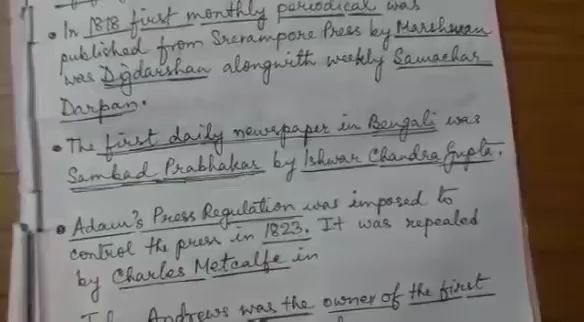 • In 1818 first monthly periodical was
published from Srerampore Press by Marshman
was Digdarshan alongwith weekly Samachar
Darpan.
• The first daily newspaper in Bengali was
Sambad Prabhakar by Ishwar Chandra Gupta.
• Adam's Press Regulation was imposed to
control the press in 1823. It was repealed
by Charles Metcalfe in
Andrews was the owner of the first